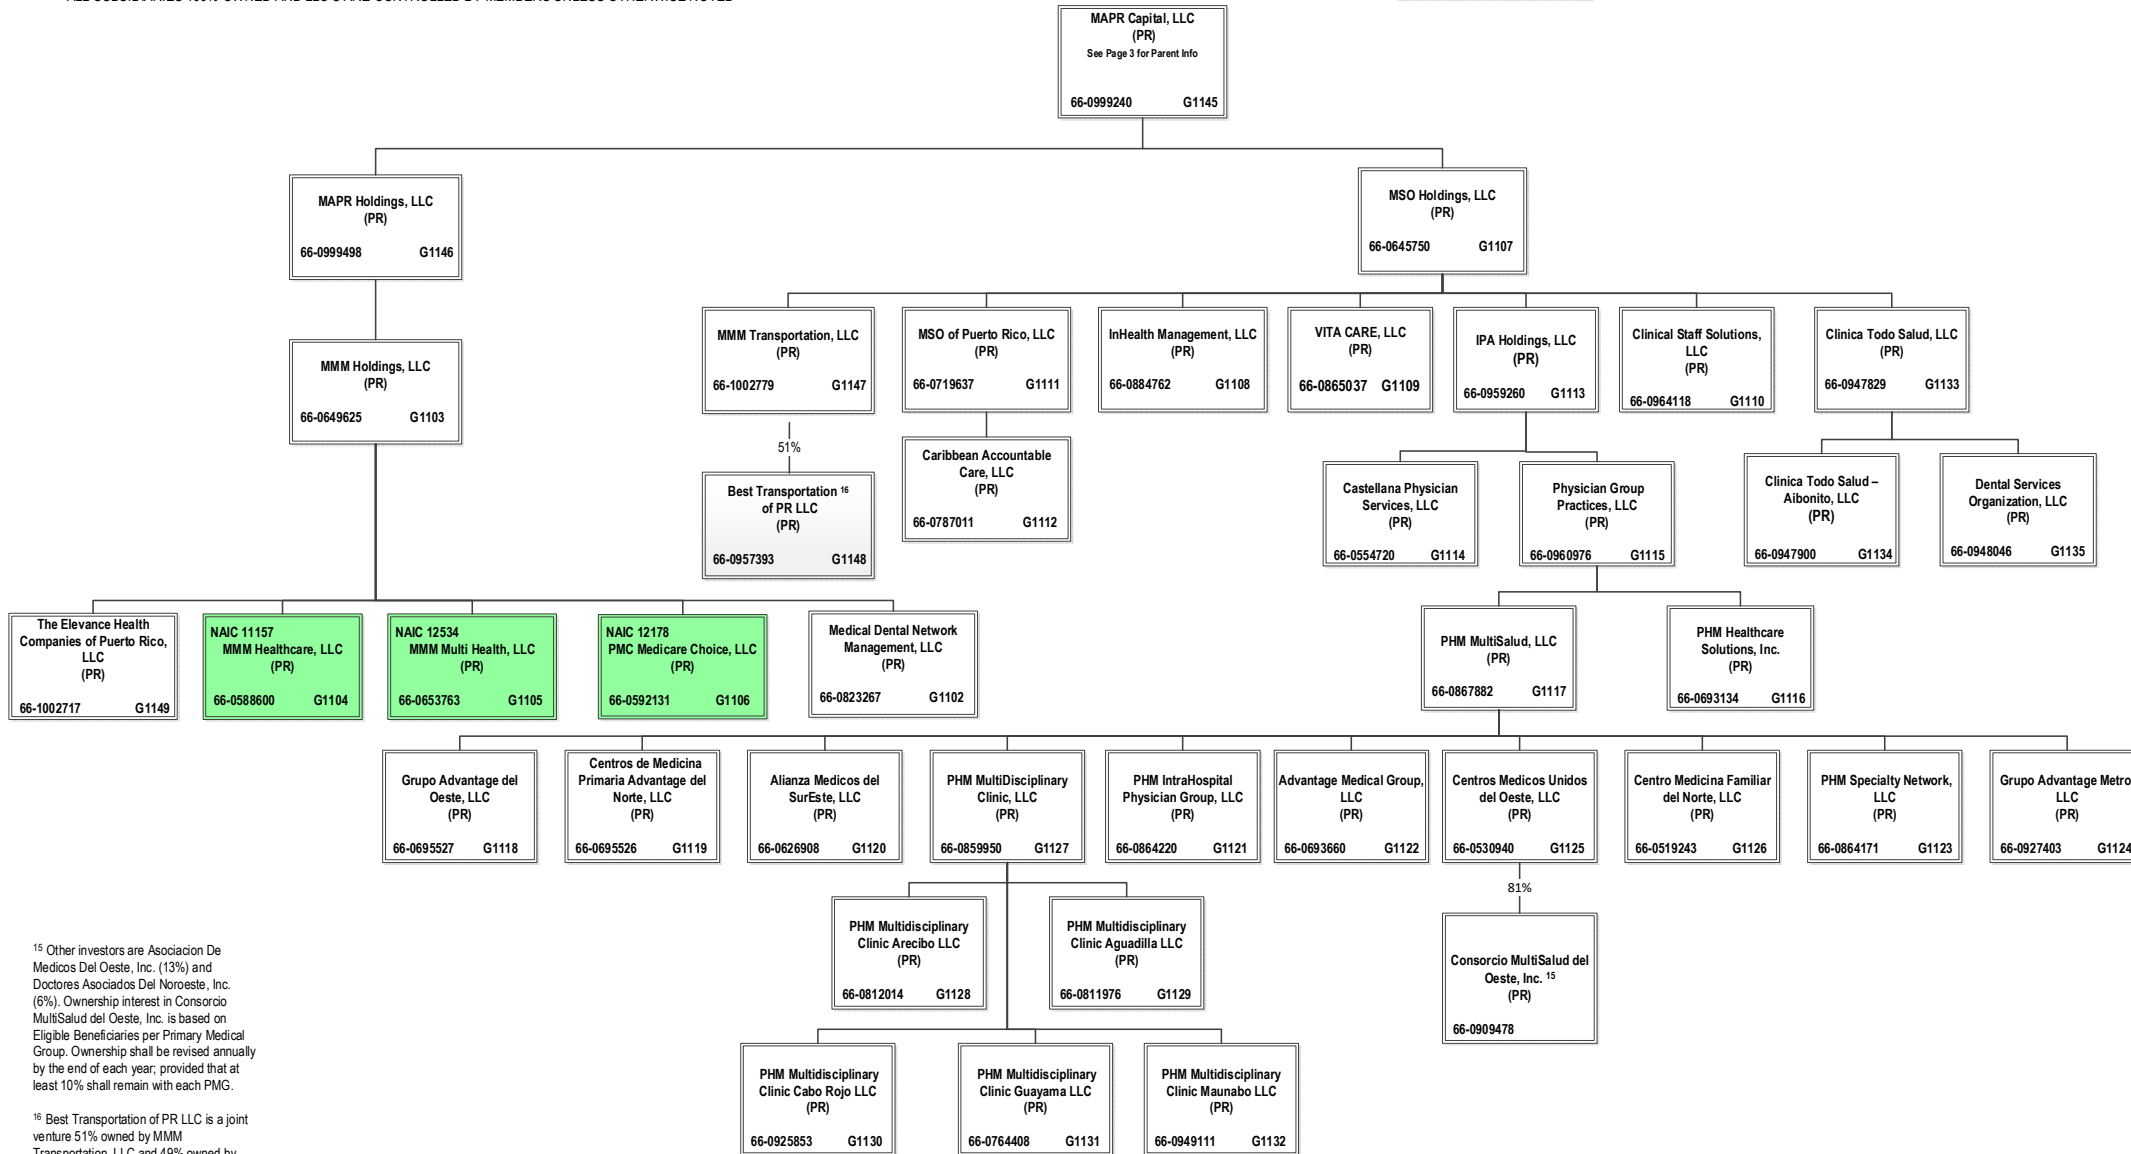 MAPR Capital, LLC
(PR)
See Page 3 for Parent Info
66-0999240 G1145
MAPR Holdings, LLC
(PR)
66-0999498 G1146
MSO Holdings, LLC
(PR)
66-0645750 G1107
MMM Holdings, LLC
(PR)
66-0649625 G1103
MMM Transportation, LLC
(PR)
66-1002779 G1147
MSO of Puerto Rico, LLC
(PR)
66-0719637 G1111
InHealth Management, LLC
(PR)
66-0884762 G1108
VITA CARE, LLC
(PR)
66-0865037 G1109
IPA Holdings, LLC
(PR)
66-0959260 G1113
Clinical Staff Solutions,
LLC
(PR)
66-0964118 G1110
Clinica Todo Salud, LLC
(PR)
66-0947829 G1133
51%
Best Transportation 16
of PR LLC
(PR)
66-0957393 G1148
Caribbean Accountable
Care, LLC
(PR)
66-0787011 G1112
Castellana Physician
Services, LLC
(PR)
66-0554720 G1114
Physician Group
Practices, LLC
(PR)
66-0960976 G1115
Clinica Todo Salud –
Aibonito, LLC
(PR)
66-0947900 G1134
Dental Services
Organization, LLC
(PR)
66-0948046 G1135
The Elevance Health
Companies of Puerto Rico,
LLC
(PR)
66-1002717 G1149
NAIC 11157
MMM Healthcare, LLC
(PR)
66-0588600 G1104
NAIC 12534
MMM Multi Health, LLC
(PR)
66-0653763 G1105
NAIC 12178
PMC Medicare Choice, LLC
(PR)
66-0592131 G1106
Medical Dental Network
Management, LLC
(PR)
66-0823267 G1102
PHM MultiSalud, LLC
(PR)
66-0867882 G1117
PHM Healthcare
Solutions, Inc.
(PR)
66-0693134 G1116
Grupo Advantage del
Oeste, LLC
(PR)
66-0695527 G1118
Centros de Medicina
Primaria Advantage del
Norte, LLC
(PR)
66-0695526 G1119
Alianza Medicos del
SurEste, LLC
(PR)
66-0626908 G1120
PHM MultiDisciplinary
Clinic, LLC
(PR)
66-0859950 G1127
PHM IntraHospital
Physician Group, LLC
(PR)
66-0864220 G1121
Advantage Medical Group,
LLC
(PR)
66-0693660 G1122
Centros Medicos Unidos
del Oeste, LLC
(PR)
66-0530940 G1125
Centro Medicina Familiar
del Norte, LLC
(PR)
66-0519243 G1126
PHM Specialty Network,
LLC
(PR)
66-0864171 G1123
Grupo Advantage Metro
LLC
(PR)
66-0927403 G1124
PHM Multidisciplinary
Clinic Arecibo LLC
(PR)
66-0812014 G1128
PHM Multidisciplinary
Clinic Aguadilla LLC
(PR)
66-0811976 G1129
81%
Consorcio MultiSalud del
Oeste, Inc. 15
(PR)
66-0909478
PHM Multidisciplinary
Clinic Cabo Rojo LLC
(PR)
66-0925853 G1130
PHM Multidisciplinary
Clinic Guayama LLC
(PR)
66-0764408 G1131
PHM Multidisciplinary
Clinic Maunabo LLC
(PR)
66-0949111 G1132
15 Other investors are Asociacion De
Medicos Del Oeste, Inc. (13%) and
Doctores Asociados Del Noroeste, Inc.
(6%). Ownership interest in Consorcio
MultiSalud del Oeste, Inc. is based on
Eligible Beneficiaries per Primary Medical
Group. Ownership shall be revised annually
by the end of each year; provided that at
least 10% shall remain with each PMG.
16 Best Transportation of PR LLC is a joint
venture 51% owned by MMM
Transportation, LLC and 49% owned by